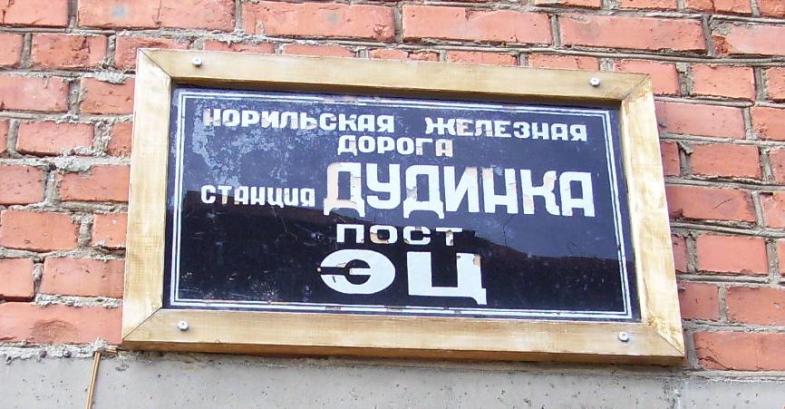 НОРИЛЬСКАЯ ЖЕЛЕЗНАЯ
ДОРОГА
СТАНЦИЯ ДУДИНКА
ПОСТ
ЭЦ